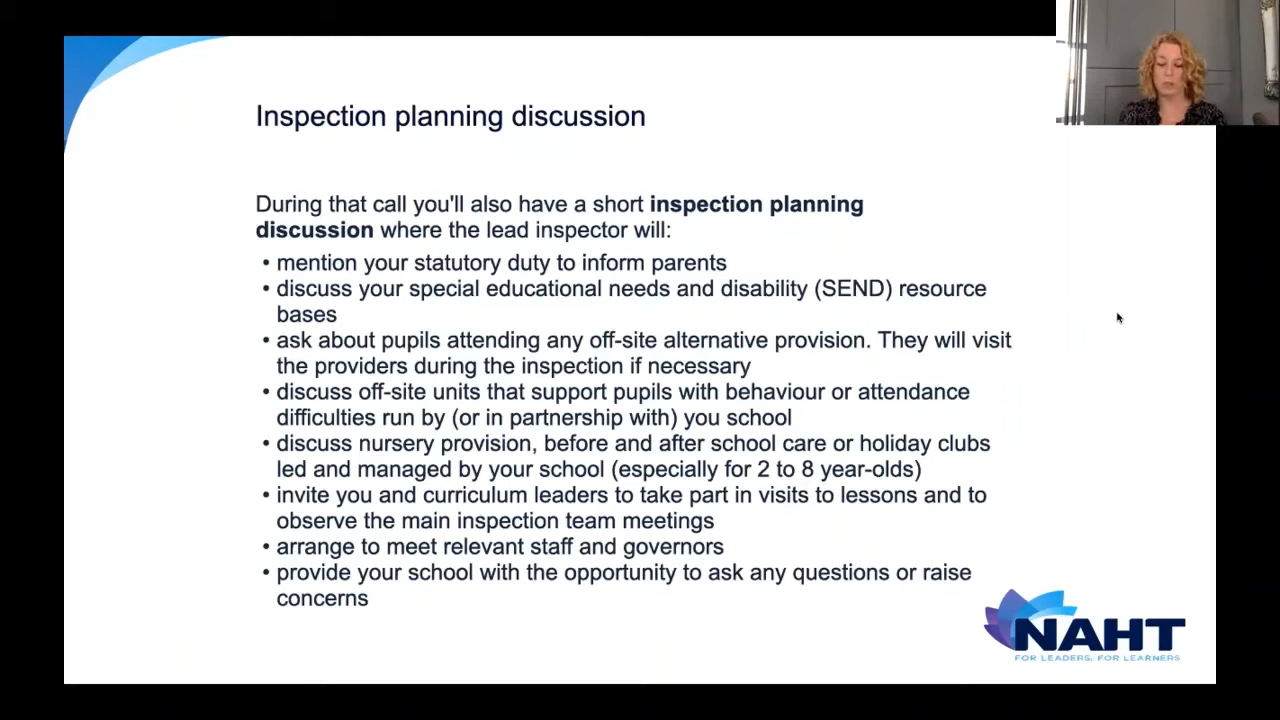 Inspection planning discussion
During that call you'll also have a short inspection planning
discussion where the lead inspector will:
• mention your statutory duty to inform parents
• discuss your special educational needs and disability (SEND) resource
bases
• ask about pupils attending any off-site alternative provision. They will visit
the providers during the inspection if necessary
• discuss off-site units that support pupils with behaviour or attendance
difficulties run by (or in partnership with) you school
• discuss nursery provision, before and after school care or holiday clubs
led and managed by your school (especially for 2 to 8 year-olds)
• invite you and curriculum leaders to take part in visits to lessons and to
observe the main inspection team meetings
• arrange to meet relevant staff and governors
• provide your school with the opportunity to ask any questions or raise
concerns
NAHT
FOR LEADERS, FOR LEARNERS